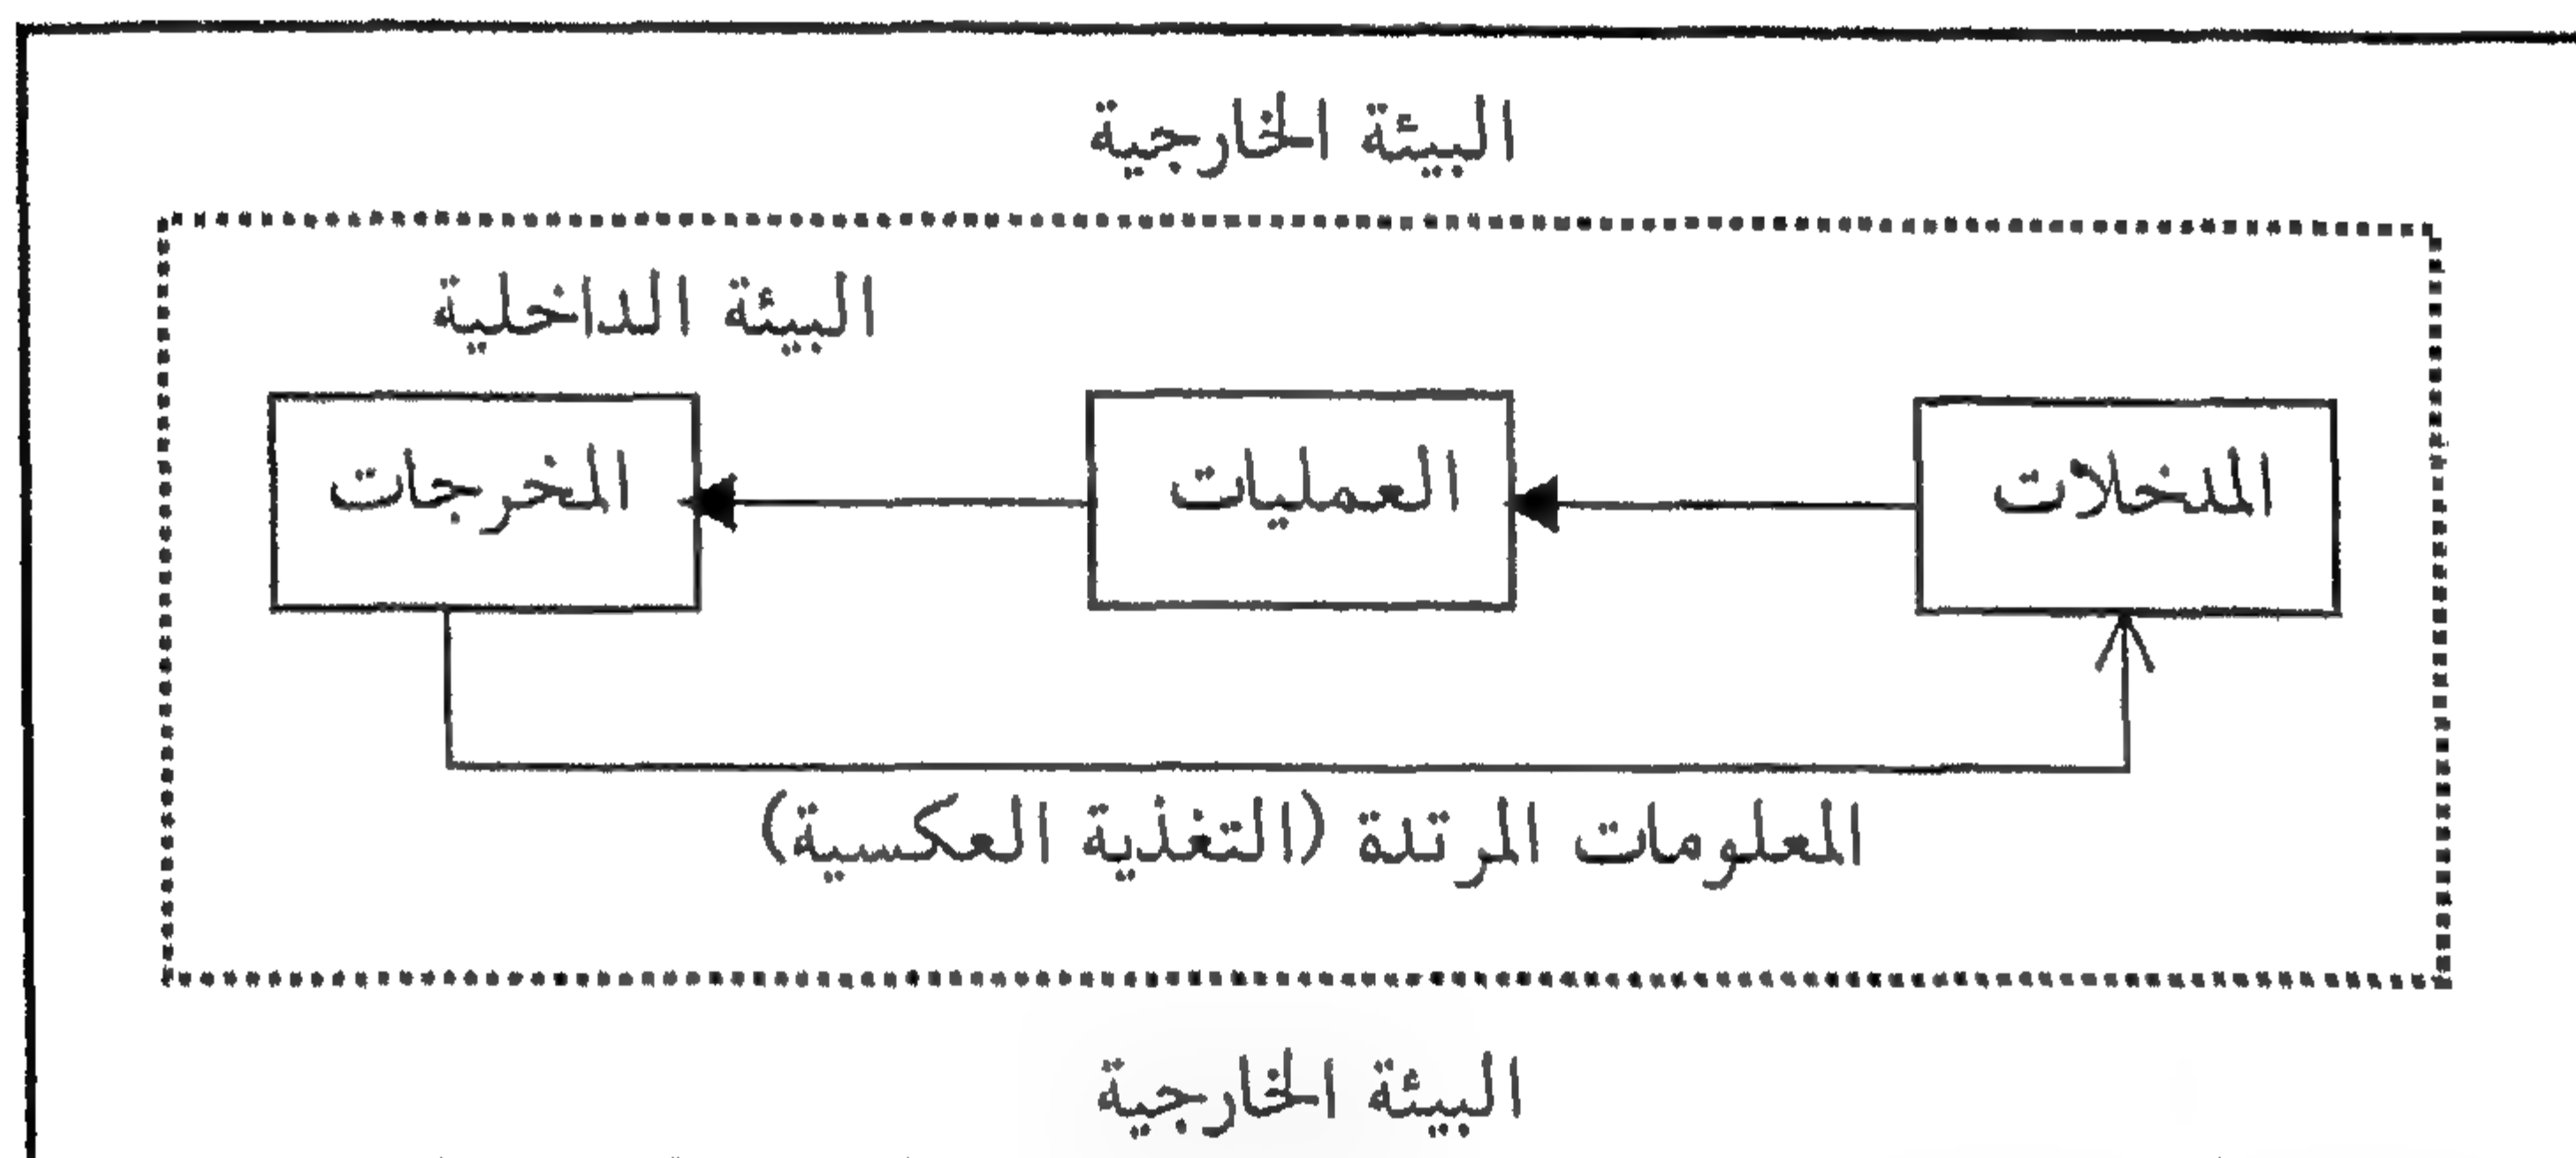 البيئة الخارجية
البيئة الداخلية
المدخلات
العمليات
المخرجات
المعلومات المرتدة (التغذية العكسية)
البيئة الخارجية